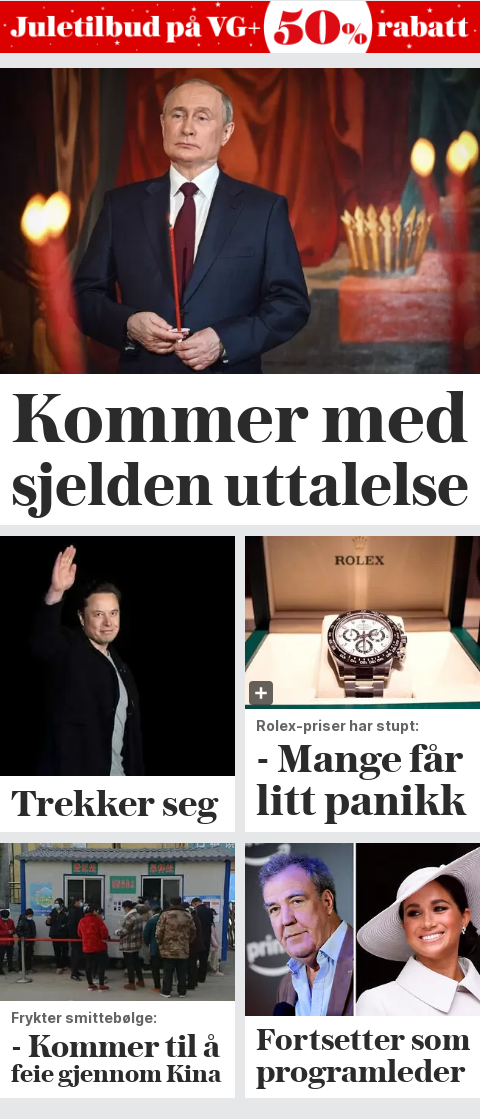 Juletilbud på VG+ 50% rabatt
Kommer med
sjelden uttalelse
Trekker seg
ROLEX
Rolex-priser har stupt:
- Mange får
litt panikk
Frykter smittebølge:
- Kommer til å
feie gjennom Kina
prime
Fortsetter som
programleder